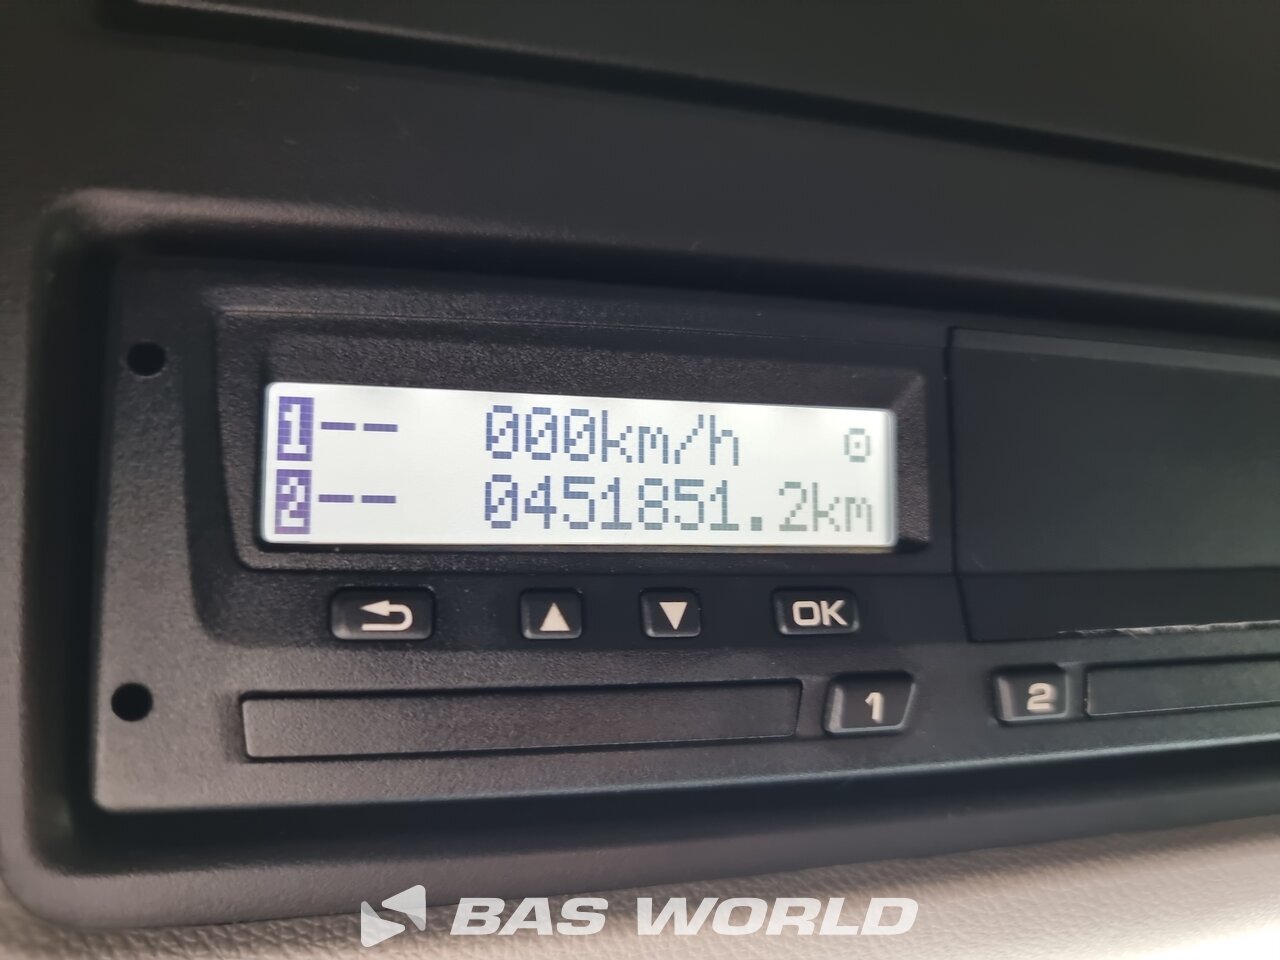 1-- 000km/h
2-- 0451851.2km
OK
1
2
BAS WORLD